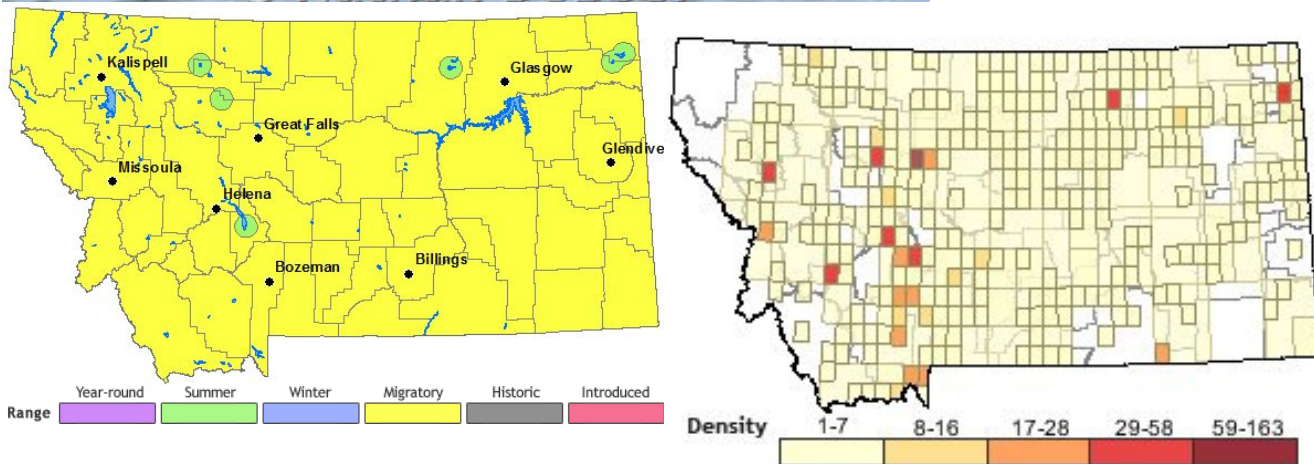 Kalispell
Glasgow
Great Falls
Glendive
Missoula
Helena
Billings
Bozeman
Range Year-round Summer Winter Migratory Historic Introduced
Density 1-7 8-16 17-28 29-58 59-163